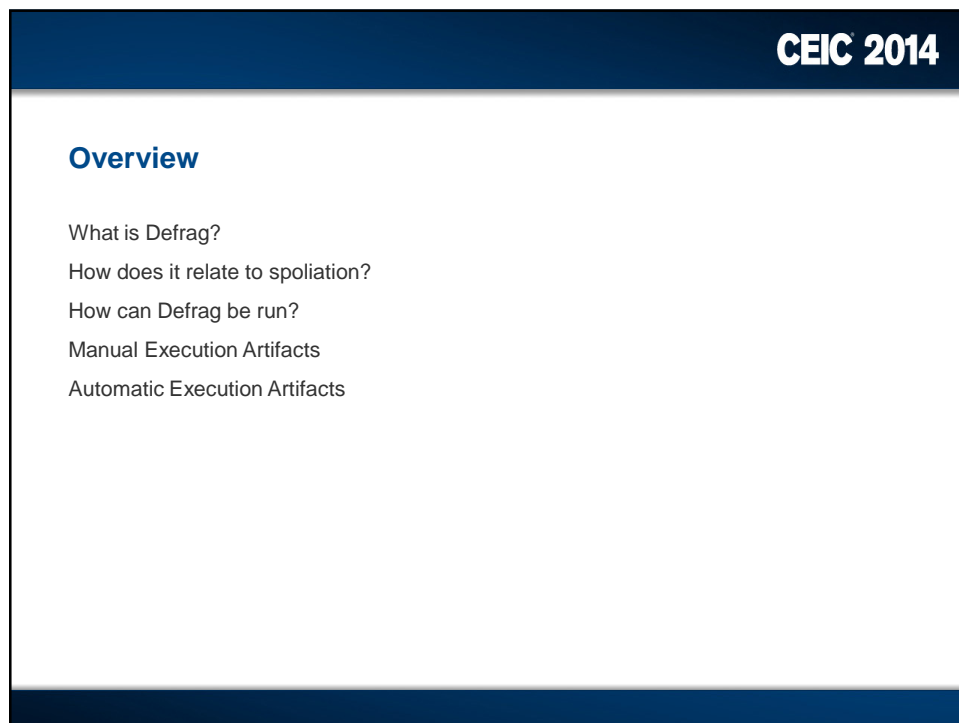 CEIC® 2014
Overview
What is Defrag?
How does it relate to spoliation?
How can Defrag be run?
Manual Execution Artifacts
Automatic Execution Artifacts